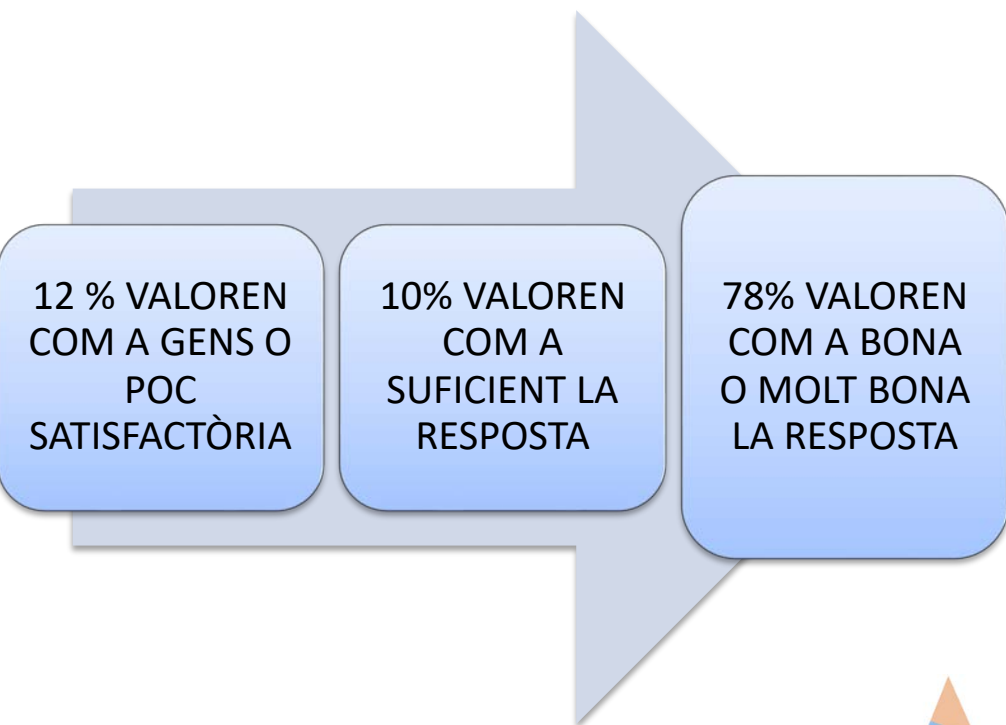 12 % VALOREN
COM A GENS O
POC
SATISFACTÒRIA
10% VALOREN
COM A
SUFICIENT LA
RESPOSTA
78% VALOREN
COM A BONA
O MOLT BONA
LA RESPOSTA